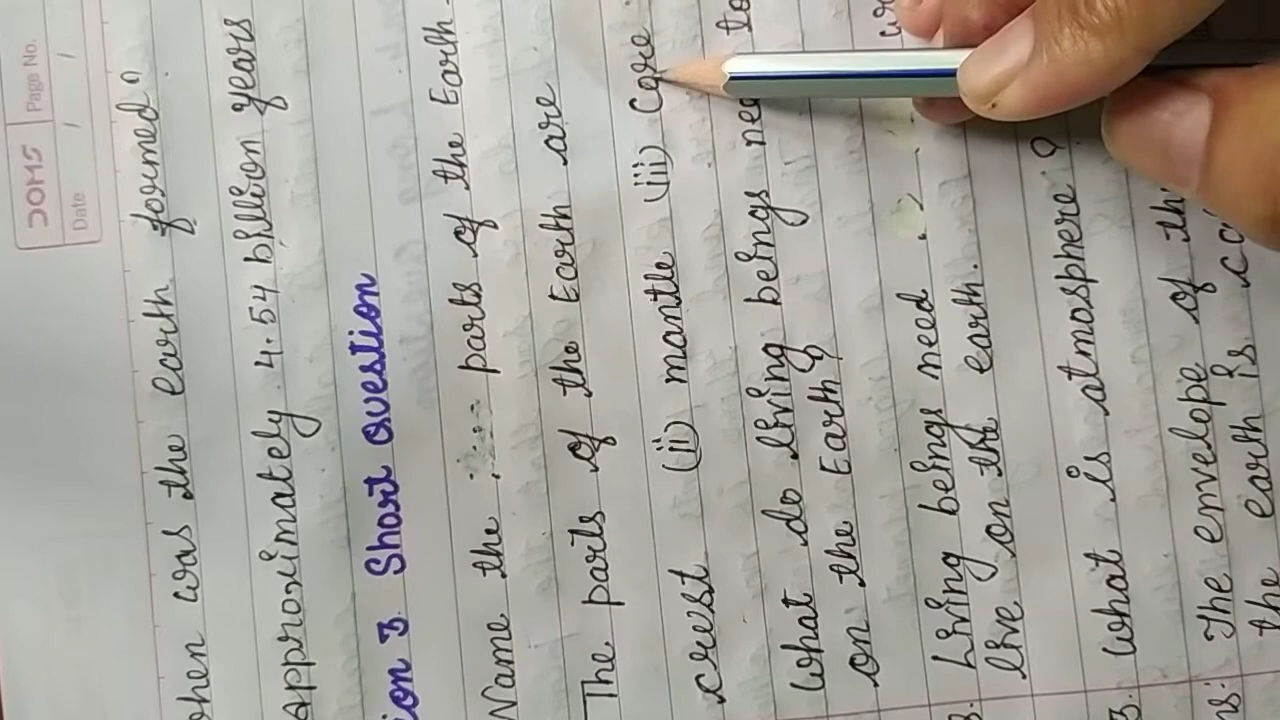 DOMS
Page No.
Date / /
when was the earth formed?
Approximately 4.54 billion years
ion 3. Short Question
Name the parts of the Earth.
The parts of the Earth are
crust (ii) mantle (iii) Core
What do living beings need to
on the Earth?
Living beings need
live on the earth.
3. What is atmosphere?
s: The envelope of
the earth is